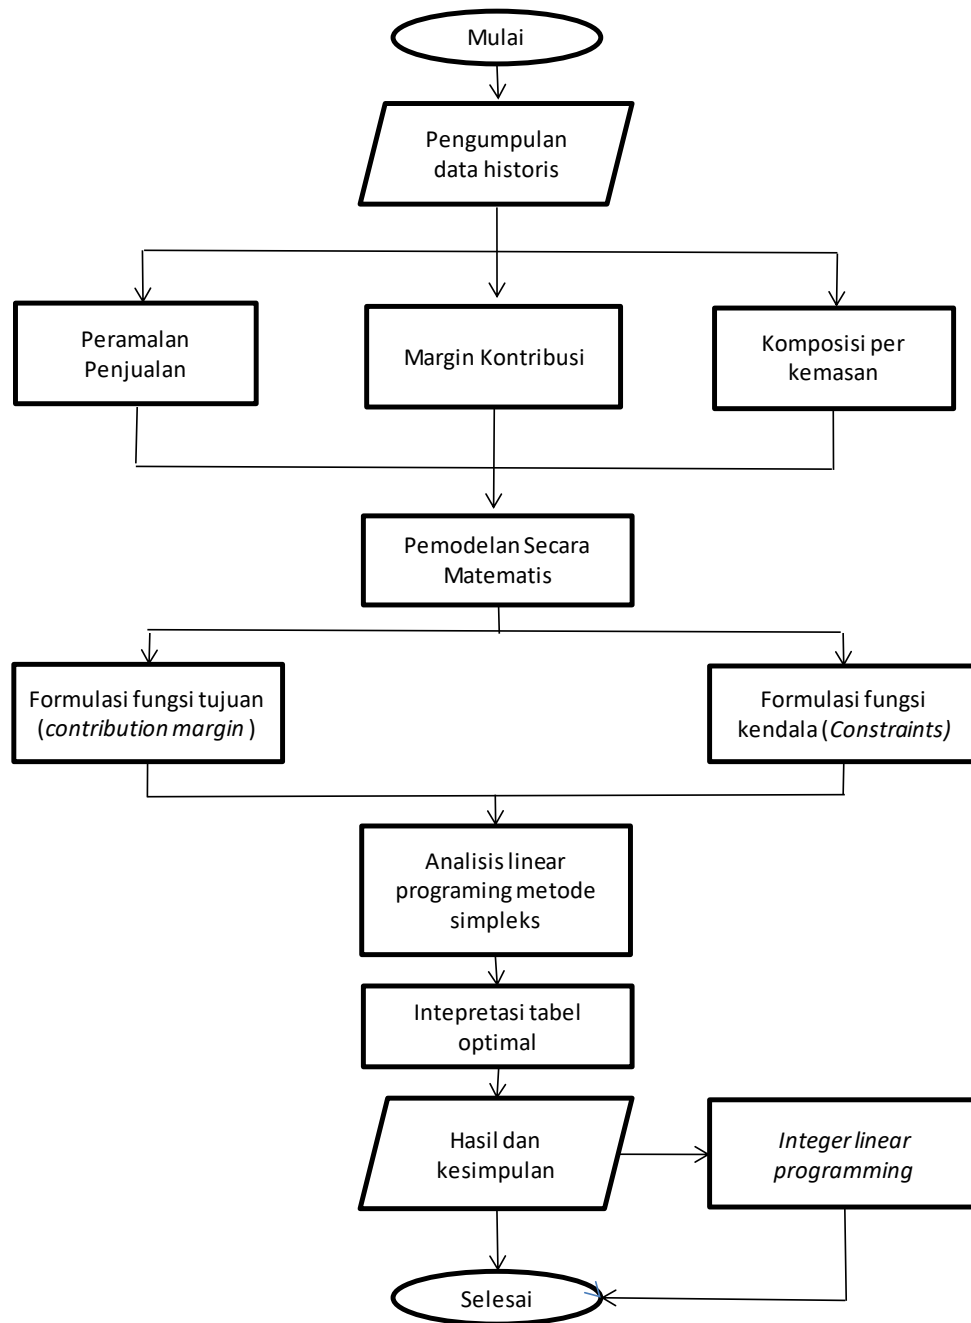 Mulai
Pengumpulan
data historis
Peramalan
Penjualan
Margin Kontribusi
Komposisi per
kemasan
Pemodelan Secara
Matematis
Formulasi fungsi tujuan
(contribution margin )
Formulasi fungsi
kendala (Constraints)
Analisis linear
programing metode
simpleks
Intepretasi tabel
optimal
Hasil dan
kesimpulan
Integer linear
programming
Selesai